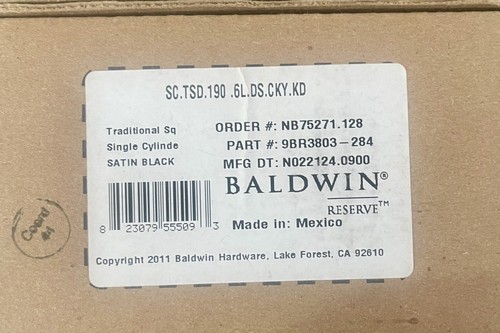 SC.TSD.190 .6L.DS.CKY.KD
Traditional Sq
Single Cylinde
SATIN BLACK
ORDER #: NB75271.128
PART #: 9BR3803-284
MFG DT: N022124.0900
BALDWIN®
RESERVE™
8 23079 55509 3
Made in: Mexico
Copyright 2011 Baldwin Hardware, Lake Forest, CA 92610